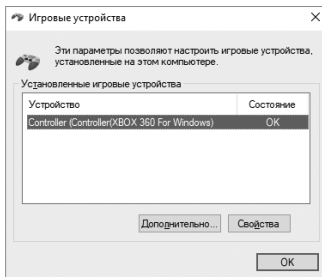 Игровые устройства
Эти параметры позволяют настроить игровые устройства,
установленные на этом компьютере.
Установленные игровые устройства
Устройство Состояние
Controller (Controller(XBOX 360 For Windows) OK
Дополнительно... Свойства
OK